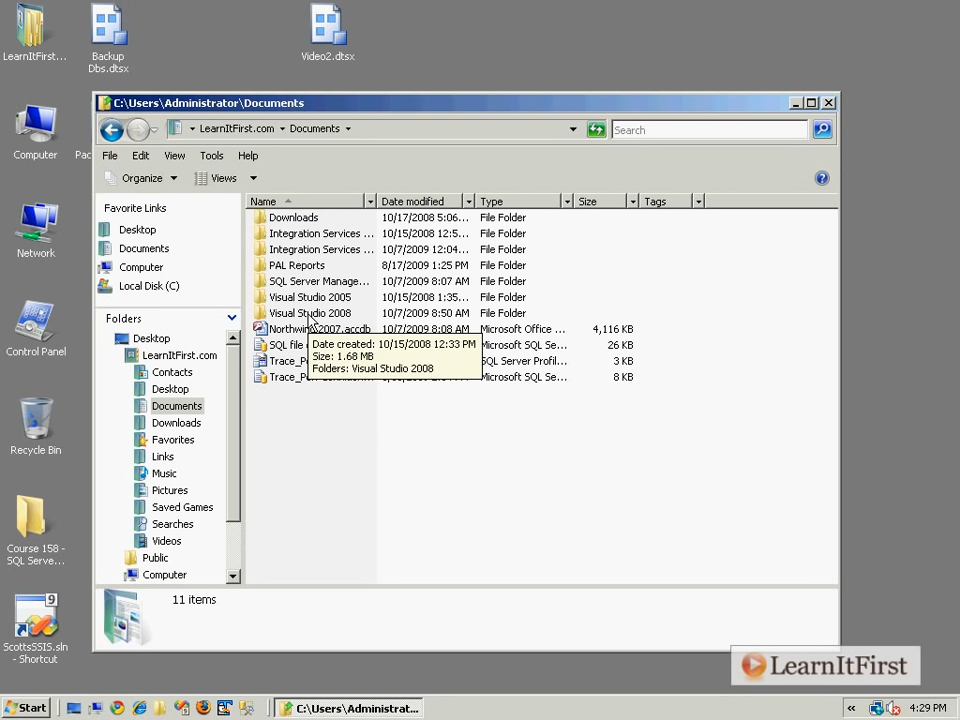 LearnItFirst...
Backup
Dbs.dtsx
Video2.dtsx
Computer
Pac
Network
Control Panel
Recycle Bin
Course 158 -
SQL Serve...
ScottsSSIS.sln
- Shortcut
C:\Users\Administrator\Documents
LearnItFirst.com
Documents
Search
File
Edit
View
Tools
Help
Organize
Views
Favorite Links
Desktop
Documents
Computer
Local Disk (C)
Folders
Desktop
LearnItFirst.com
Contacts
Desktop
Documents
Downloads
Favorites
Links
Music
Pictures
Saved Games
Searches
Videos
Public
Computer
Name Date modified Type Size Tags
Downloads 10/17/2008 5:06... File Folder
Integration Services ... 10/15/2008 12:5... File Folder
Integration Services ... 10/7/2009 12:04... File Folder
PAL Reports 8/17/2009 1:25 PM File Folder
SQL Server Manage... 10/7/2009 8:07 AM File Folder
Visual Studio 2005 10/15/2008 1:35... File Folder
Visual Studio 2008 10/7/2009 8:50 AM File Folder
Northwind2007.accdb 10/7/2009 8:08 AM Microsoft Office ... 4,116 KB
SQL file Microsoft SQL Se... 26 KB
SQL Server Profil... 3 KB
Microsoft SQL Se... 8 KB
Date created: 10/15/2008 12:33 PM
Size: 1.68 MB
Folders: Visual Studio 2008
11 items
LearnItFirst
Start
C:\Users\Administrat...
4:29 PM